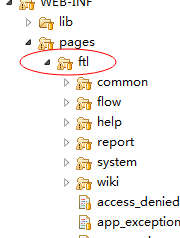 WEB-INF
lib
pages
ftl
common
flow
help
report
system
wiki
access_denied
app_exception